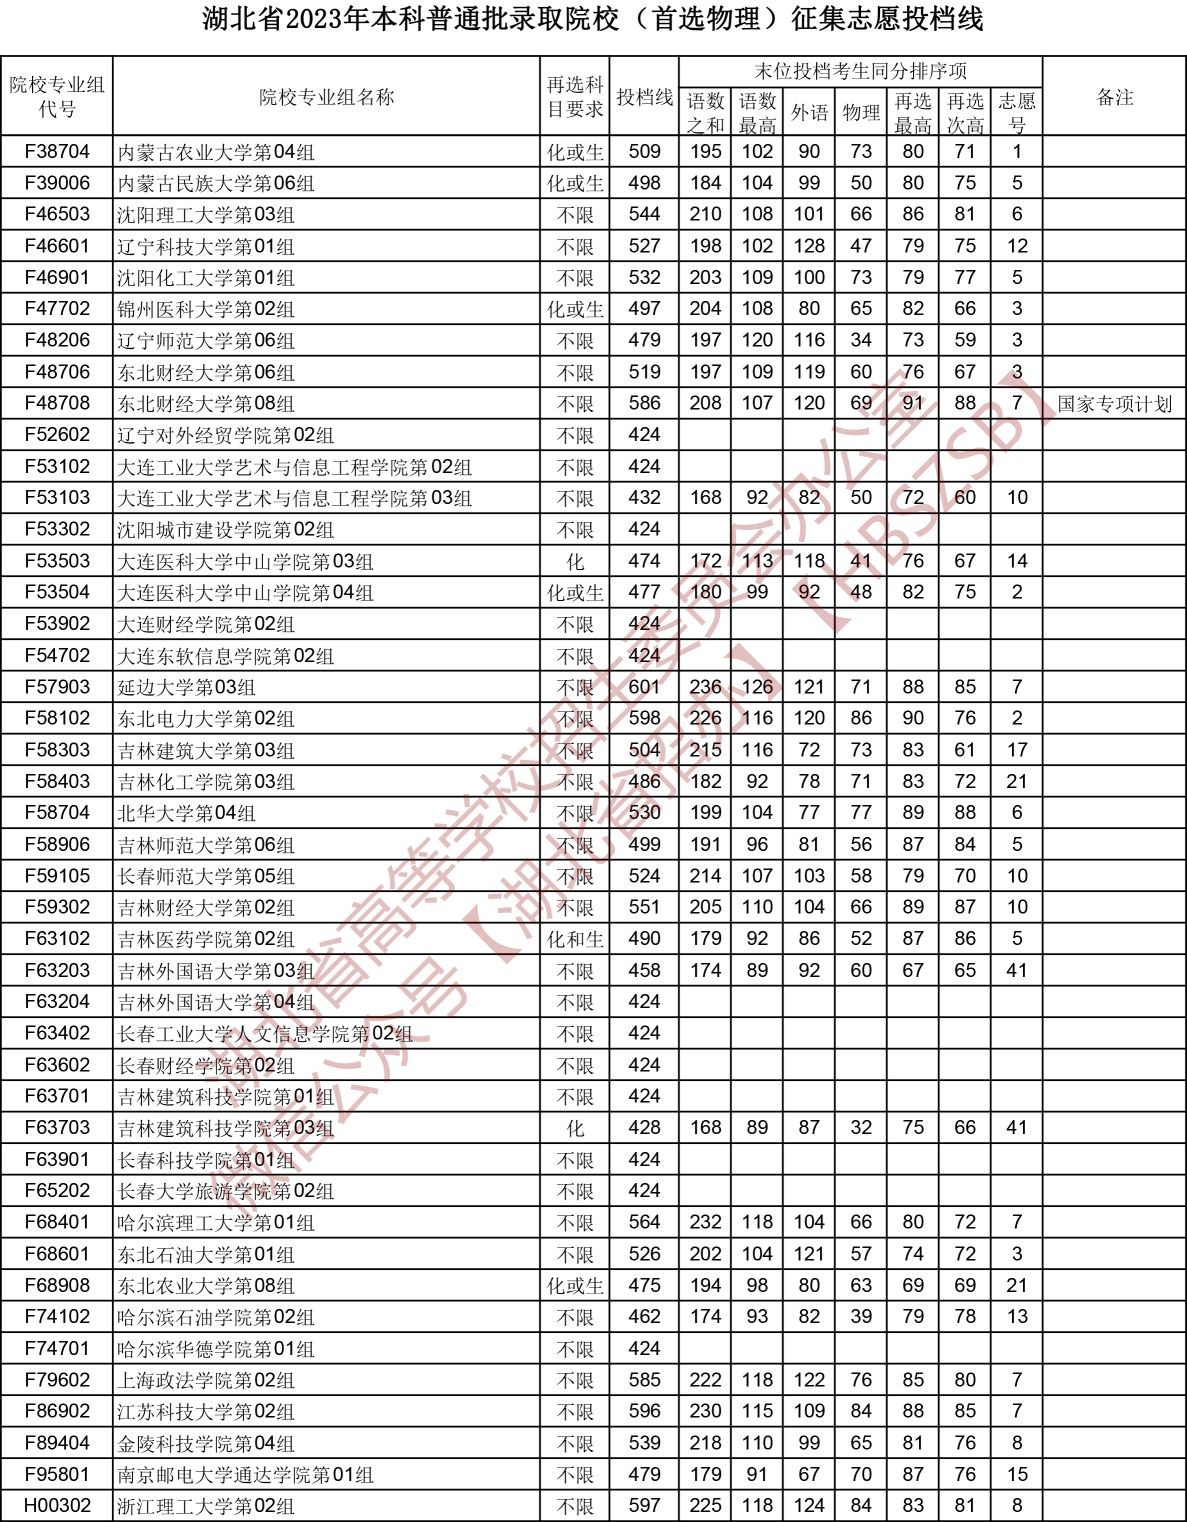 湖北省2023年本科普通批录取院校（首选物理）征集志愿投档线
院校专业组代号 院校专业组名称 再选科目要求 投档线 末位投档考生同分排序项 备注
语数之和 语数最高 外语 物理 再选最高 再选次高 志愿号
F38704 内蒙古农业大学第04组 化或生 509 195 102 90 73 80 71 1
F39006 内蒙古民族大学第06组 化或生 498 184 104 99 50 80 75 5
F46503 沈阳理工大学第03组 不限 544 210 108 101 66 86 81 6
F46601 辽宁科技大学第01组 不限 527 198 102 128 47 79 75 12
F46901 沈阳化工大学第01组 不限 532 203 109 100 73 79 77 5
F47702 锦州医科大学第02组 化或生 497 204 108 80 65 82 66 3
F48206 辽宁师范大学第06组 不限 479 197 120 116 34 73 59 3
F48706 东北财经大学第06组 不限 519 197 109 119 60 76 67 3
F48708 东北财经大学第08组 不限 586 208 107 120 69 91 88 7 国家专项计划
F52602 辽宁对外经贸学院第02组 不限 424
F53102 大连工业大学艺术与信息工程学院第02组 不限 424
F53103 大连工业大学艺术与信息工程学院第03组 不限 432 168 92 82 50 72 60 10
F53302 沈阳城市建设学院第02组 不限 424
F53503 大连医科大学中山学院第03组 化 474 172 113 118 41 76 67 14
F53504 大连医科大学中山学院第04组 化或生 477 180 99 92 48 82 75 2
F53902 大连财经学院第02组 不限 424
F54702 大连东软信息学院第02组 不限 424
F57903 延边大学第03组 不限 601 236 126 121 71 88 85 7
F58102 东北电力大学第02组 不限 598 226 116 120 86 90 76 2
F58303 吉林建筑大学第03组 不限 504 215 116 72 73 83 61 17
F58403 吉林化工学院第03组 不限 486 182 92 78 71 83 72 21
F58704 北华大学第04组 不限 530 199 104 77 77 89 88 6
F58906 吉林师范大学第06组 不限 499 191 96 81 56 87 84 5
F59105 长春师范大学第05组 不限 524 214 107 103 58 79 70 10
F59302 吉林财经大学第02组 不限 551 205 110 104 66 89 87 10
F63102 吉林医药学院第02组 化和生 490 179 92 86 52 87 86 5
F63203 吉林外国语大学第03组 不限 458 174 89 92 60 67 65 41
F63204 吉林外国语大学第04组 不限 424
F63402 长春工业大学人文信息学院第02组 不限 424
F63602 长春财经学院第02组 不限 424
F63701 吉林建筑科技学院第01组 不限 424
F63703 吉林建筑科技学院第03组 化 428 168 89 87 32 75 66 41
F63901 长春科技学院第01组 不限 424
F65202 长春大学旅游学院第02组 不限 424
F68401 哈尔滨理工大学第01组 不限 564 232 118 104 66 80 72 7
F68601 东北石油大学第01组 不限 526 202 104 121 57 74 72 3
F68908 东北农业大学第08组 化或生 475 194 98 80 63 69 69 21
F74102 哈尔滨石油学院第02组 不限 462 174 93 82 39 79 78 13
F74701 哈尔滨华德学院第01组 不限 424
F79602 上海政法学院第02组 不限 585 222 118 122 76 85 80 7
F86902 江苏科技大学第02组 不限 596 230 115 109 84 88 85 7
F89404 金陵科技学院第04组 不限 539 218 110 99 65 81 76 8
F95801 南京邮电大学通达学院第01组 不限 479 179 91 67 70 87 76 15
H00302 浙江理工大学第02组 不限 597 225 118 124 84 83 81 8
湖北省高等学校招生委员会办公室
微信公众号【湖北省招办】【HBSZSB】